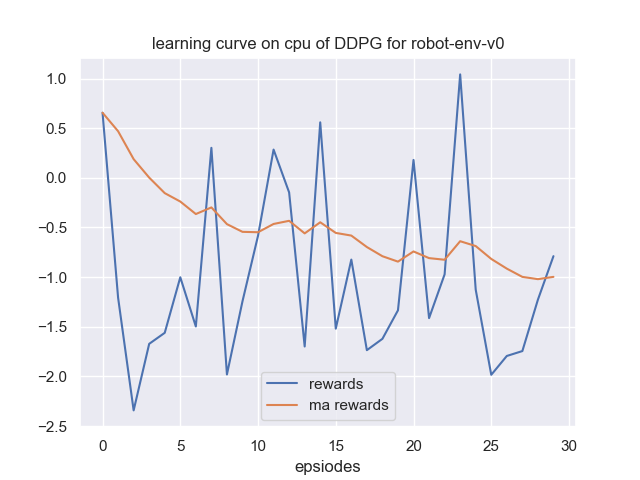 learning curve on cpu of DDPG for robot-env-v0
1.0
0.5
0.0
−0.5
−1.0
−1.5
−2.0
−2.5
rewards
ma rewards
0 5 10 15 20 25 30
epsiodes